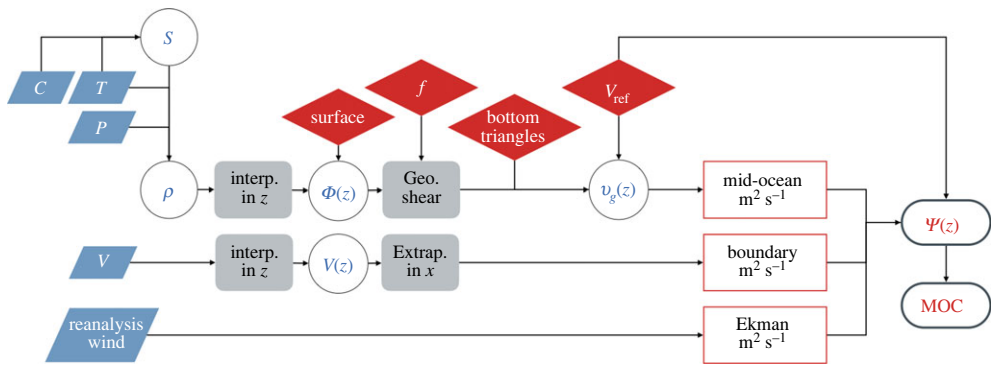 S
C
T
P
surface
f
bottom
triangles
V_ref
ρ
interp.
in z
Φ(z)
Geo.
shear
υ_g(z)
mid-ocean
m² s⁻¹
Ψ(z)
V
interp.
in z
V(z)
Extrap.
in x
boundary
m² s⁻¹
MOC
reanalysis
wind
Ekman
m² s⁻¹